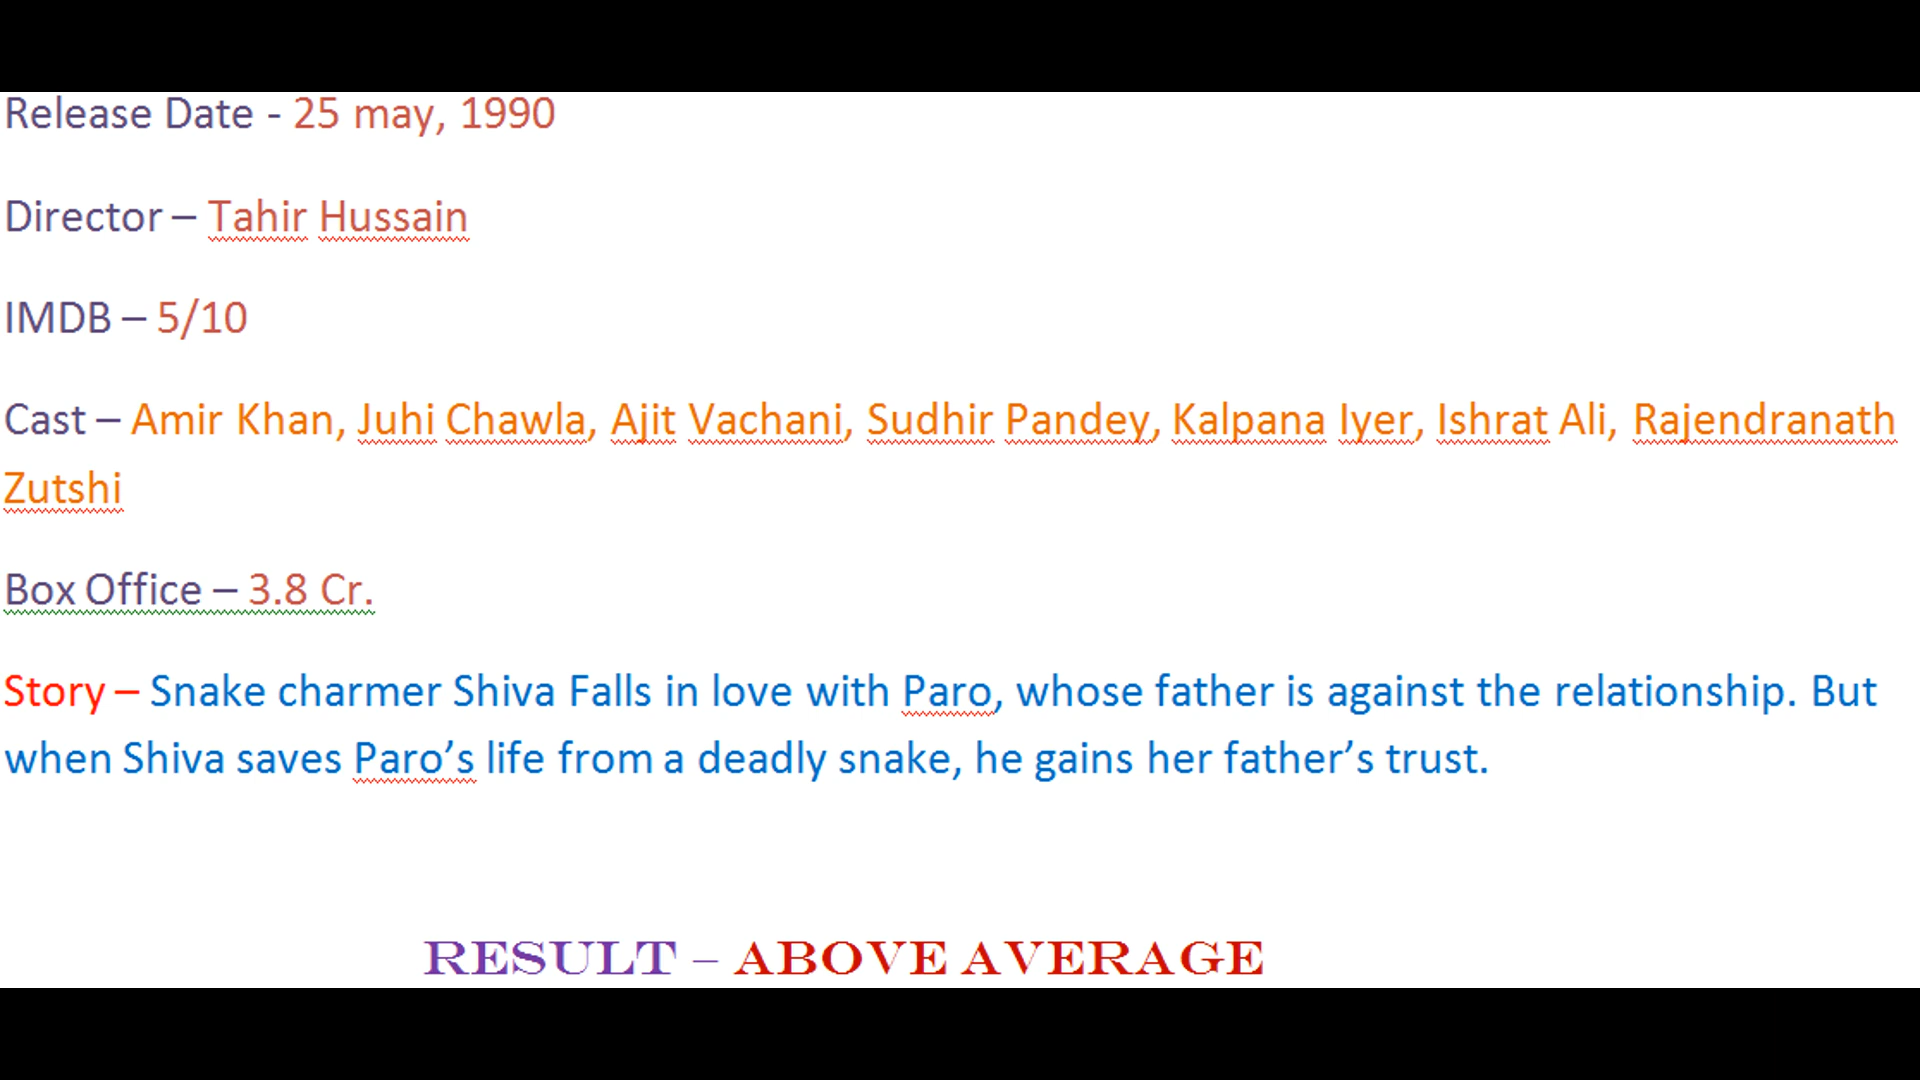 Release Date - 25 may, 1990
Director – Tahir Hussain
IMDB – 5/10
Cast – Amir Khan, Juhi Chawla, Ajit Vachani, Sudhir Pandey, Kalpana Iyer, Ishrat Ali, Rajendranath
Zutshi
Box Office – 3.8 Cr.
Story – Snake charmer Shiva Falls in love with Paro, whose father is against the relationship. But
when Shiva saves Paro’s life from a deadly snake, he gains her father’s trust.
RESULT – ABOVE AVERAGE